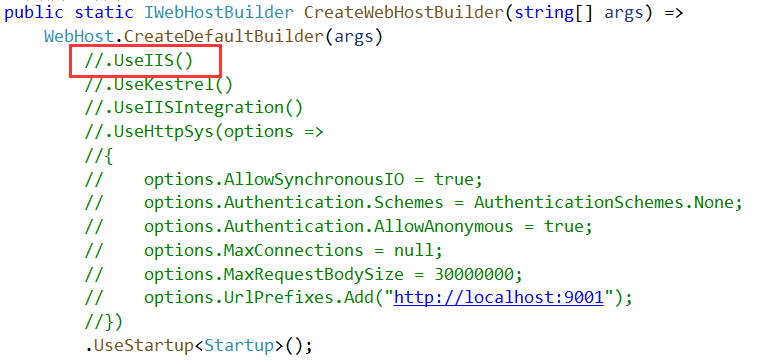 public static IWebHostBuilder CreateWebHostBuilder(string[] args) =>
WebHost.CreateDefaultBuilder(args)
//.UseIIS()
//.UseKestrel()
//.UseIISIntegration()
//.UseHttpSys(options =>
//{
//    options.AllowSynchronousIO = true;
//    options.Authentication.Schemes = AuthenticationSchemes.None;
//    options.Authentication.AllowAnonymous = true;
//    options.MaxConnections = null;
//    options.MaxRequestBodySize = 30000000;
//    options.UrlPrefixes.Add("http://localhost:9001");
//})
.UseStartup<Startup>();